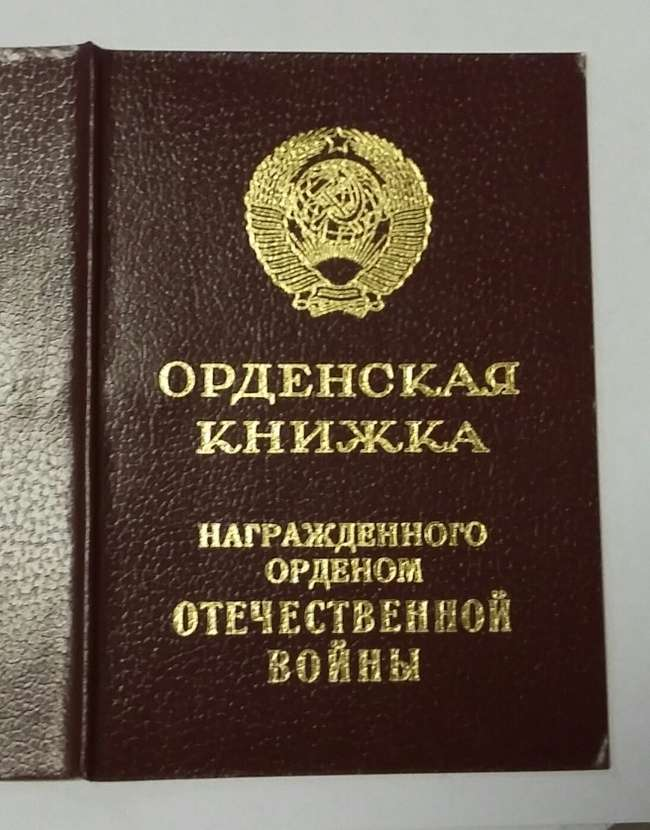 ОРДЕНСКАЯ
КНИЖКА
НАГРАЖДЕННОГО
ОРДЕНОМ
ОТЕЧЕСТВЕННОЙ
ВОЙНЫ